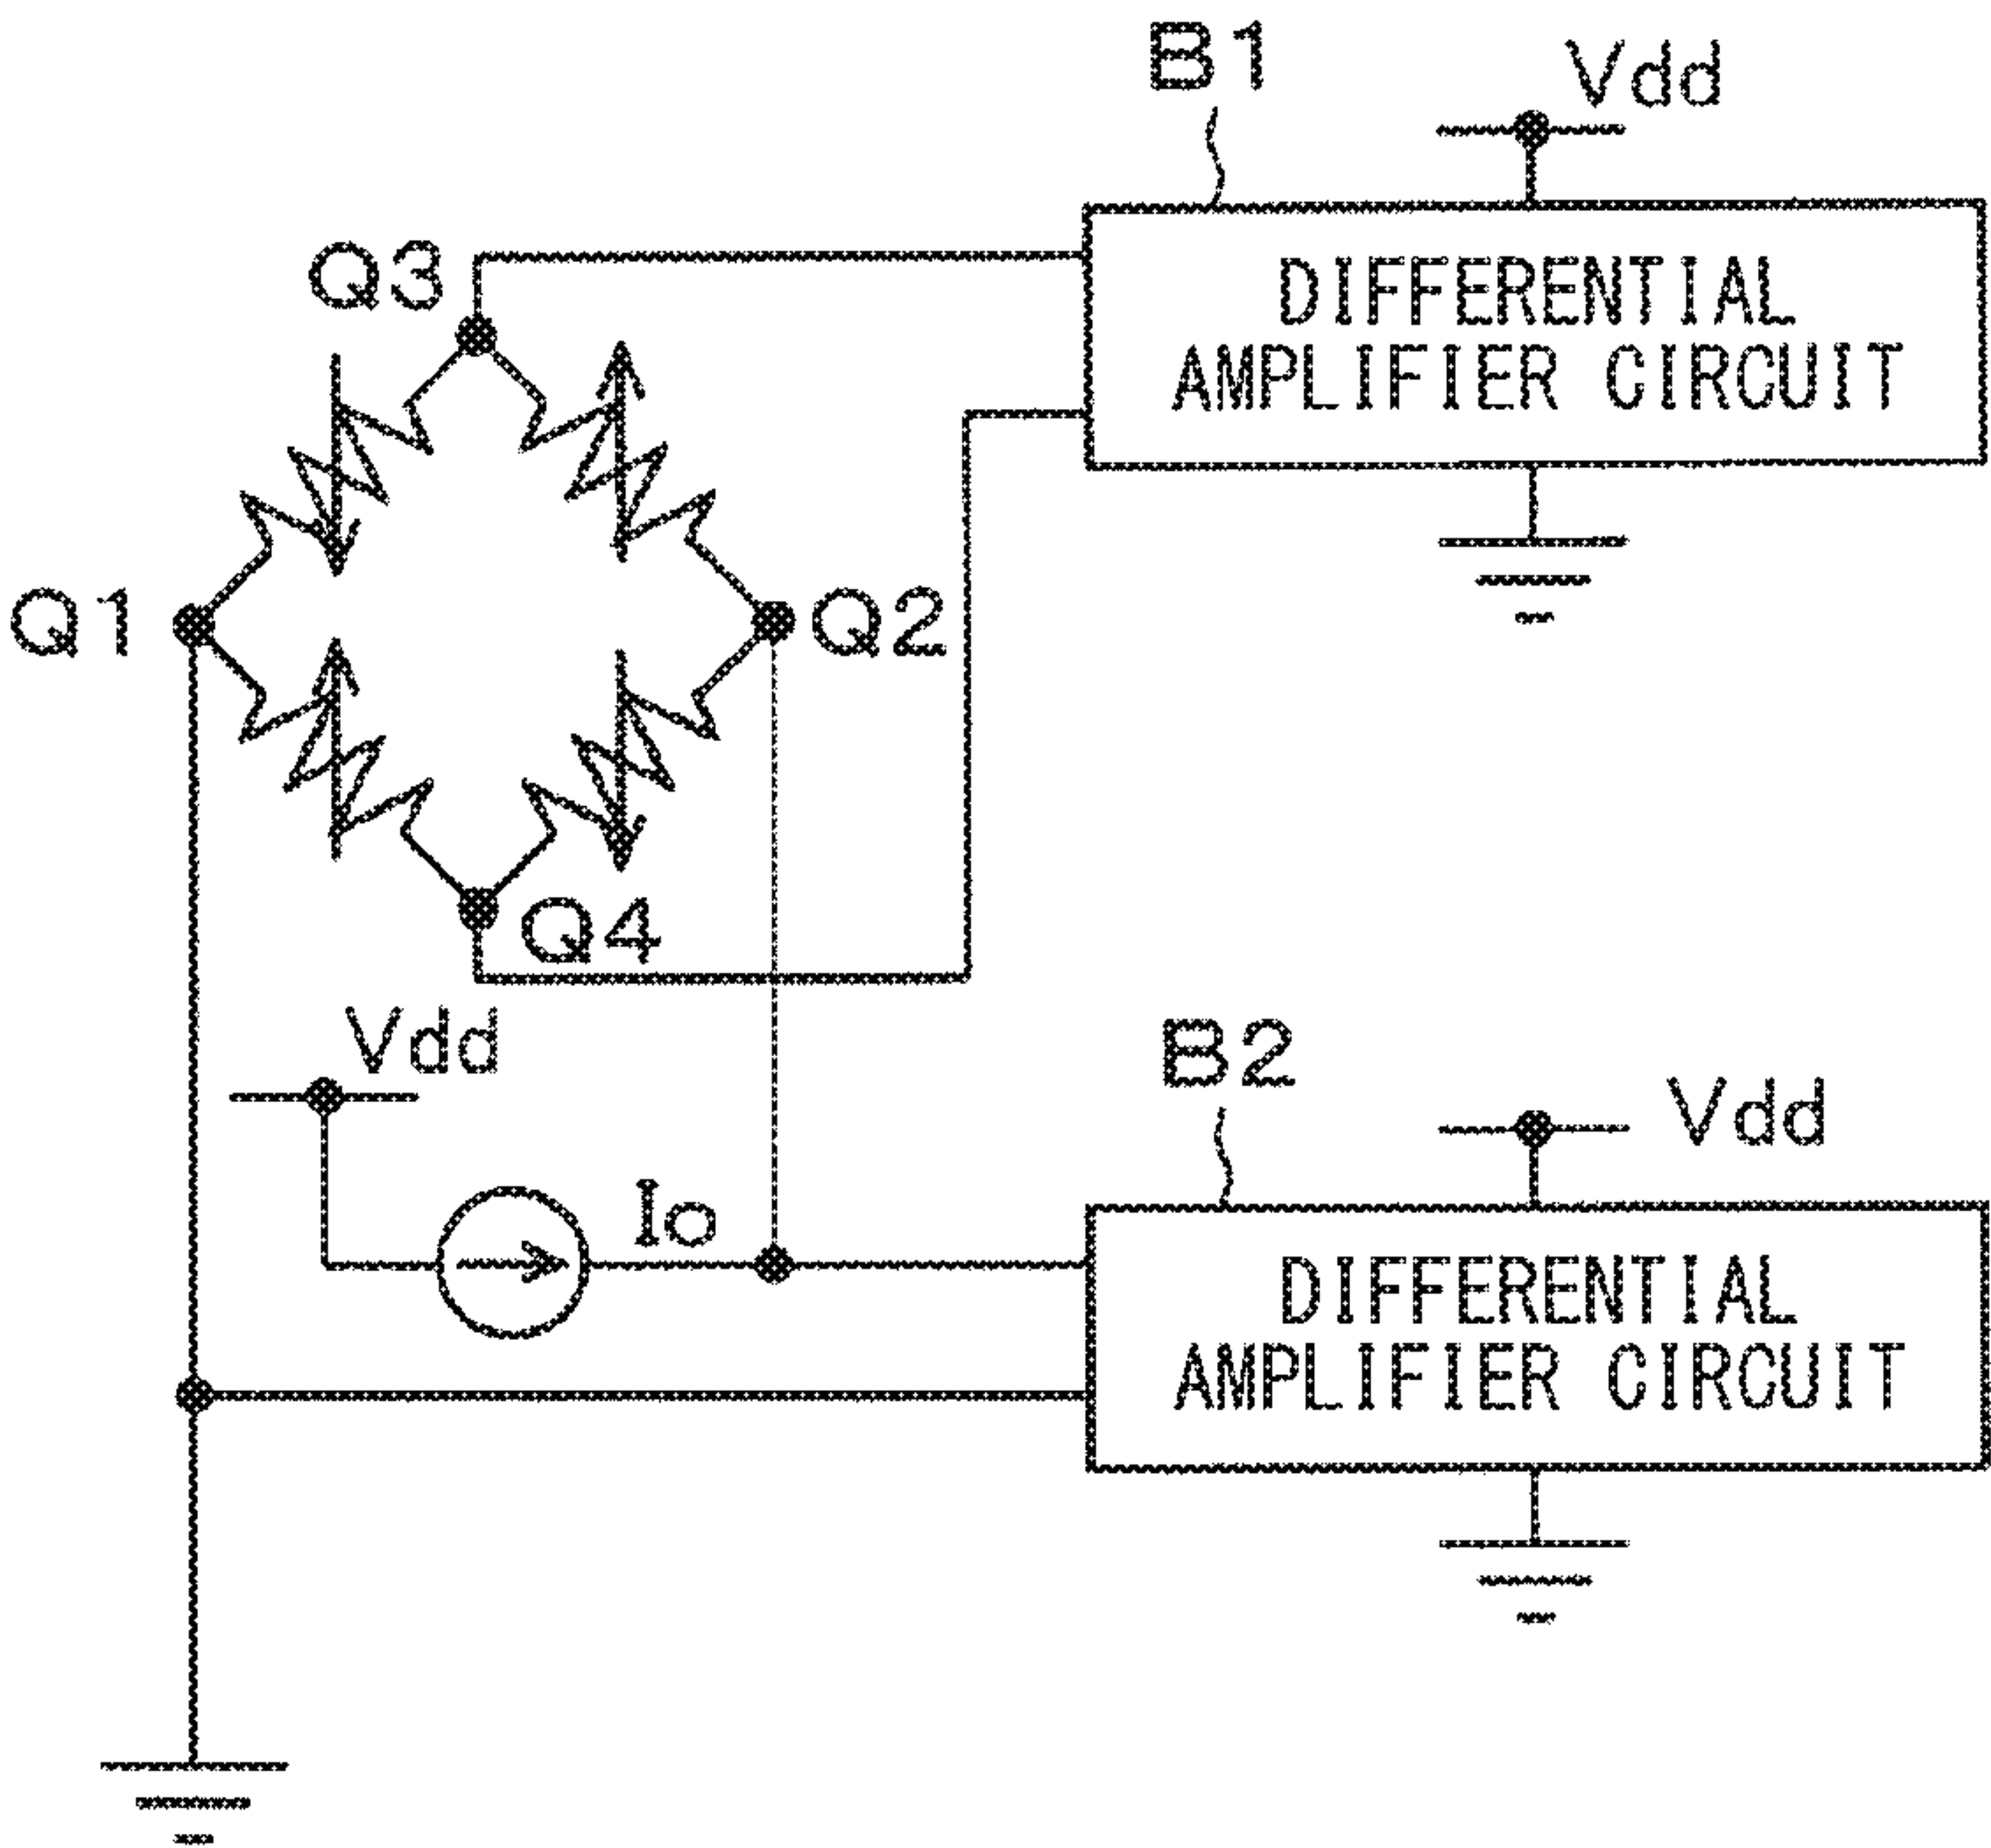 B1
Vdd
Q3
DIFFERENTIAL
AMPLIFIER CIRCUIT
Q1
Q2
Q4
Vdd
B2
Vdd
Io
DIFFERENTIAL
AMPLIFIER CIRCUIT